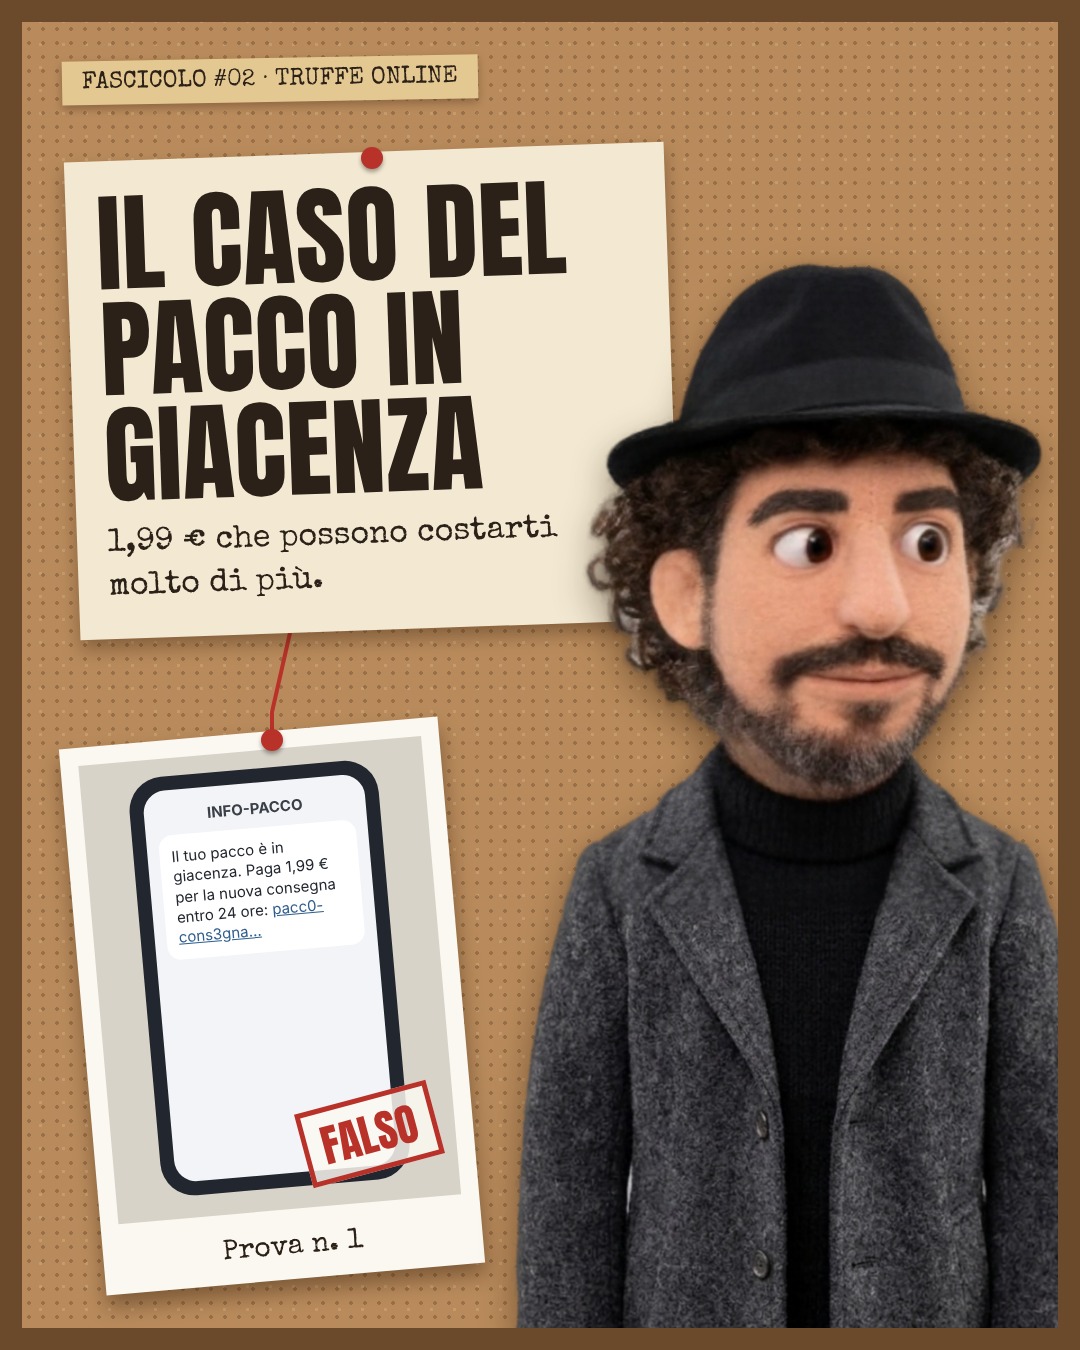 FASCICOLO #02 · TRUFFE ONLINE
IL CASO DEL
PACCO IN
GIACENZA
1,99 € che possono costarti
molto di più.
INFO-PACCO
Il tuo pacco è in
giacenza. Paga 1,99 €
per la nuova consegna
entro 24 ore: pacc0-
cons3gna...
FALSO
Prova n. 1